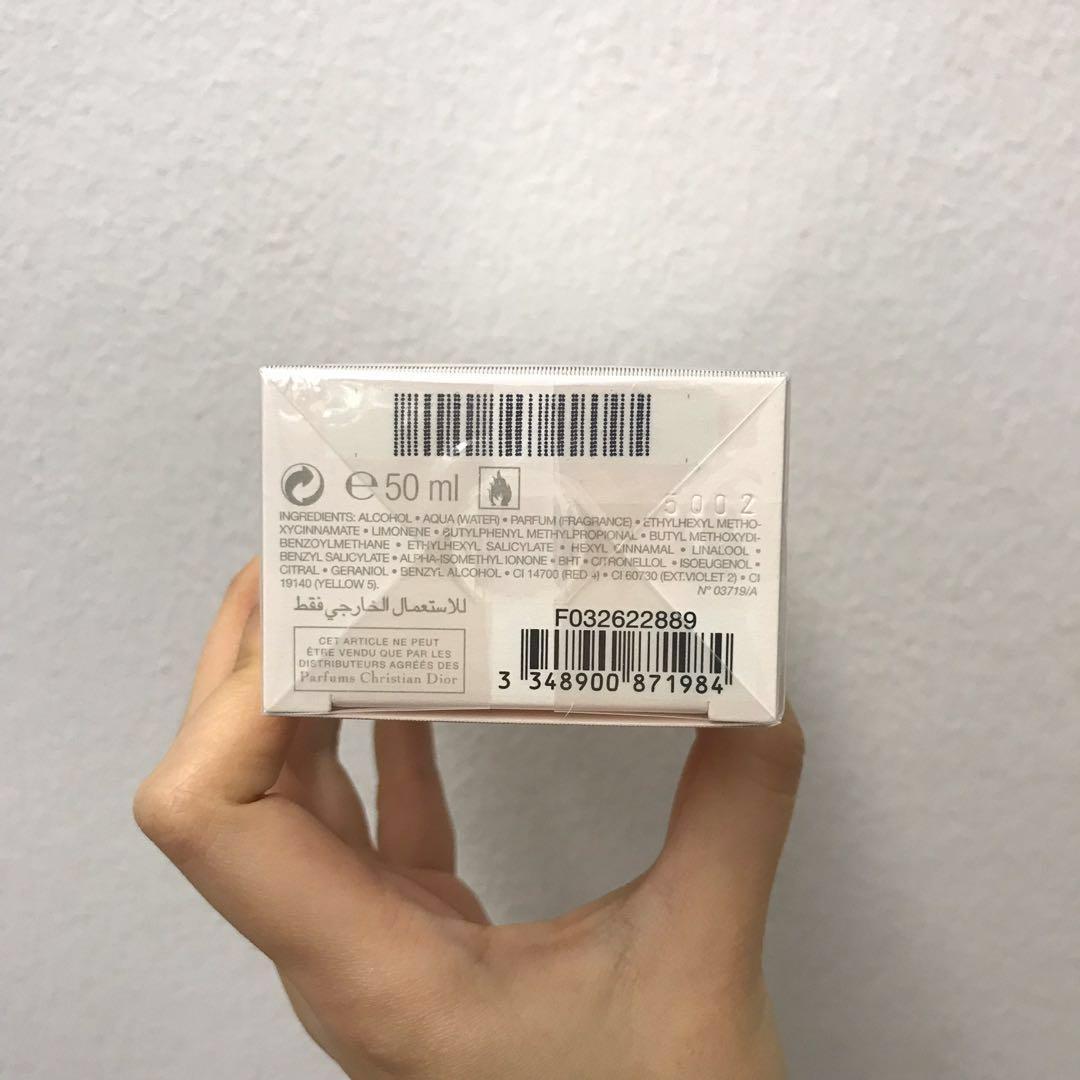 ℮ 50 ml
5002
INGREDIENTS: ALCOHOL • AQUA (WATER) • PARFUM (FRAGRANCE) • ETHYLHEXYL METHO-
XYCINNAMATE • LIMONENE • BUTYLPHENYL METHYLPROPIONAL • BUTYL METHOXYDI-
BENZOYLMETHANE • ETHYLHEXYL SALICYLATE • HEXYL CINNAMAL • LINALOOL •
BENZYL SALICYLATE • ALPHA-ISOMETHYL IONONE • BHT • CITRONELLOL • ISOEUGENOL •
CITRAL • GERANIOL • BENZYL ALCOHOL • CI 14700 (RED 4) • CI 60730 (EXT.VIOLET 2) • CI
19140 (YELLOW 5).
N° 03719/A
للاستعمال الخارجي فقط
CET ARTICLE NE PEUT
ÊTRE VENDU QUE PAR LES
DISTRIBUTEURS AGRÉÉS DES
Parfums Christian Dior
F032622889
3 348900 871984